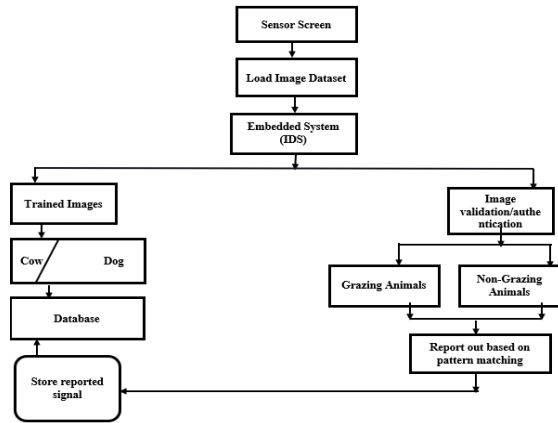 Sensor Screen
Load Image Dataset
Embedded System
(IDS)
Trained Images
Image
validation/authe
ntication
Cow
Dog
Grazing
Animals
Non-Grazing
Animals
Database
Report out based on
pattern matching
Store reported
signal